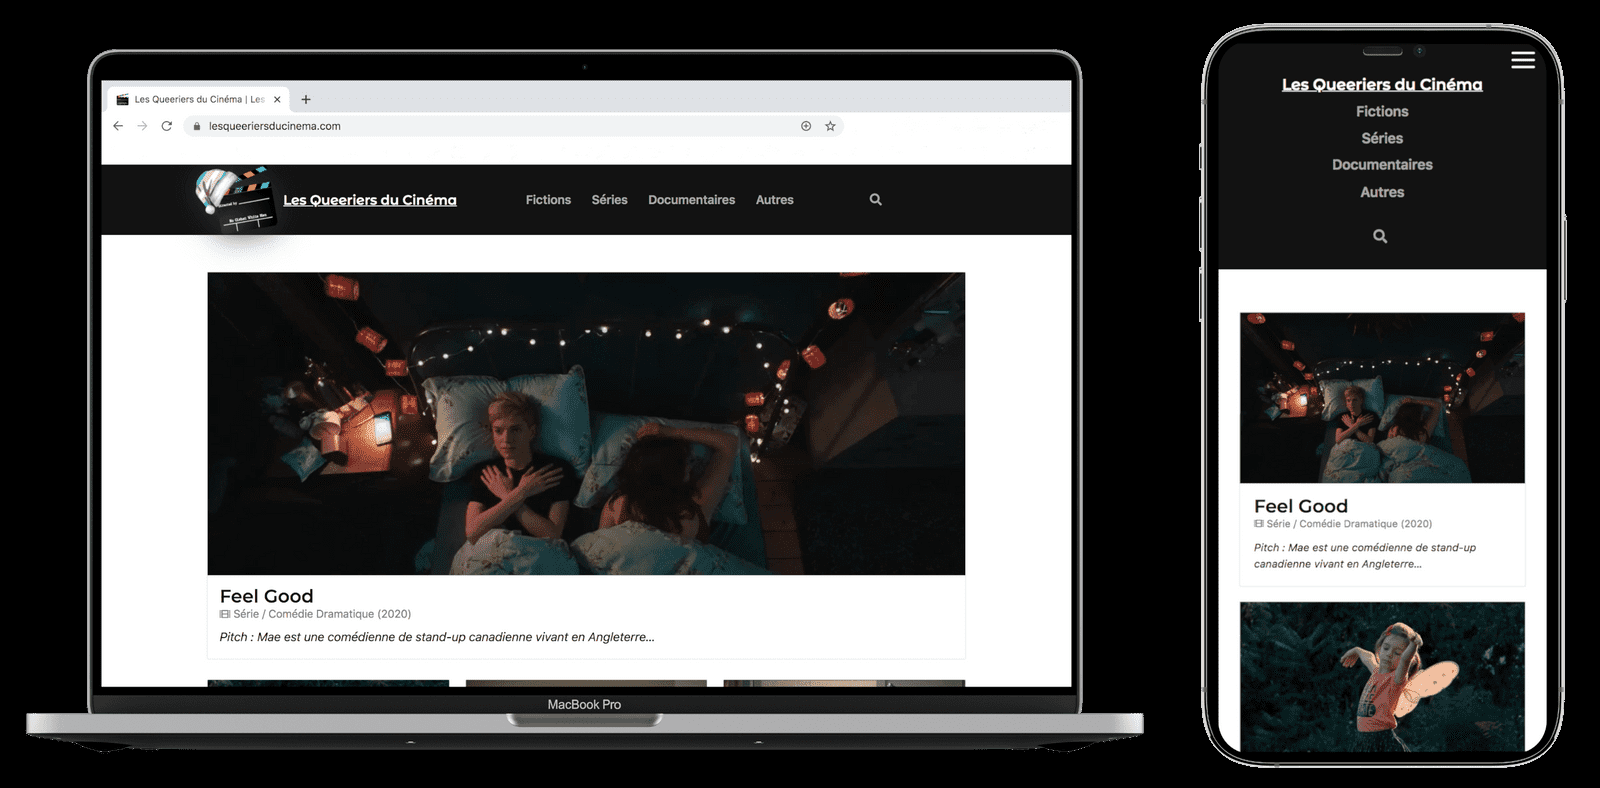 Les Queeriers du Cinéma | Les
lesqueeriersducinema.com
Les Queeriers du Cinéma
Fictions
Séries
Documentaires
Autres
Feel Good
Série / Comédie Dramatique (2020)
Pitch : Mae est une comédienne de stand-up canadienne vivant en Angleterre...
MacBook Pro
Les Queeriers du Cinéma
Fictions
Séries
Documentaires
Autres
Feel Good
Série / Comédie Dramatique (2020)
Pitch : Mae est une comédienne de stand-up
canadienne vivant en Angleterre...